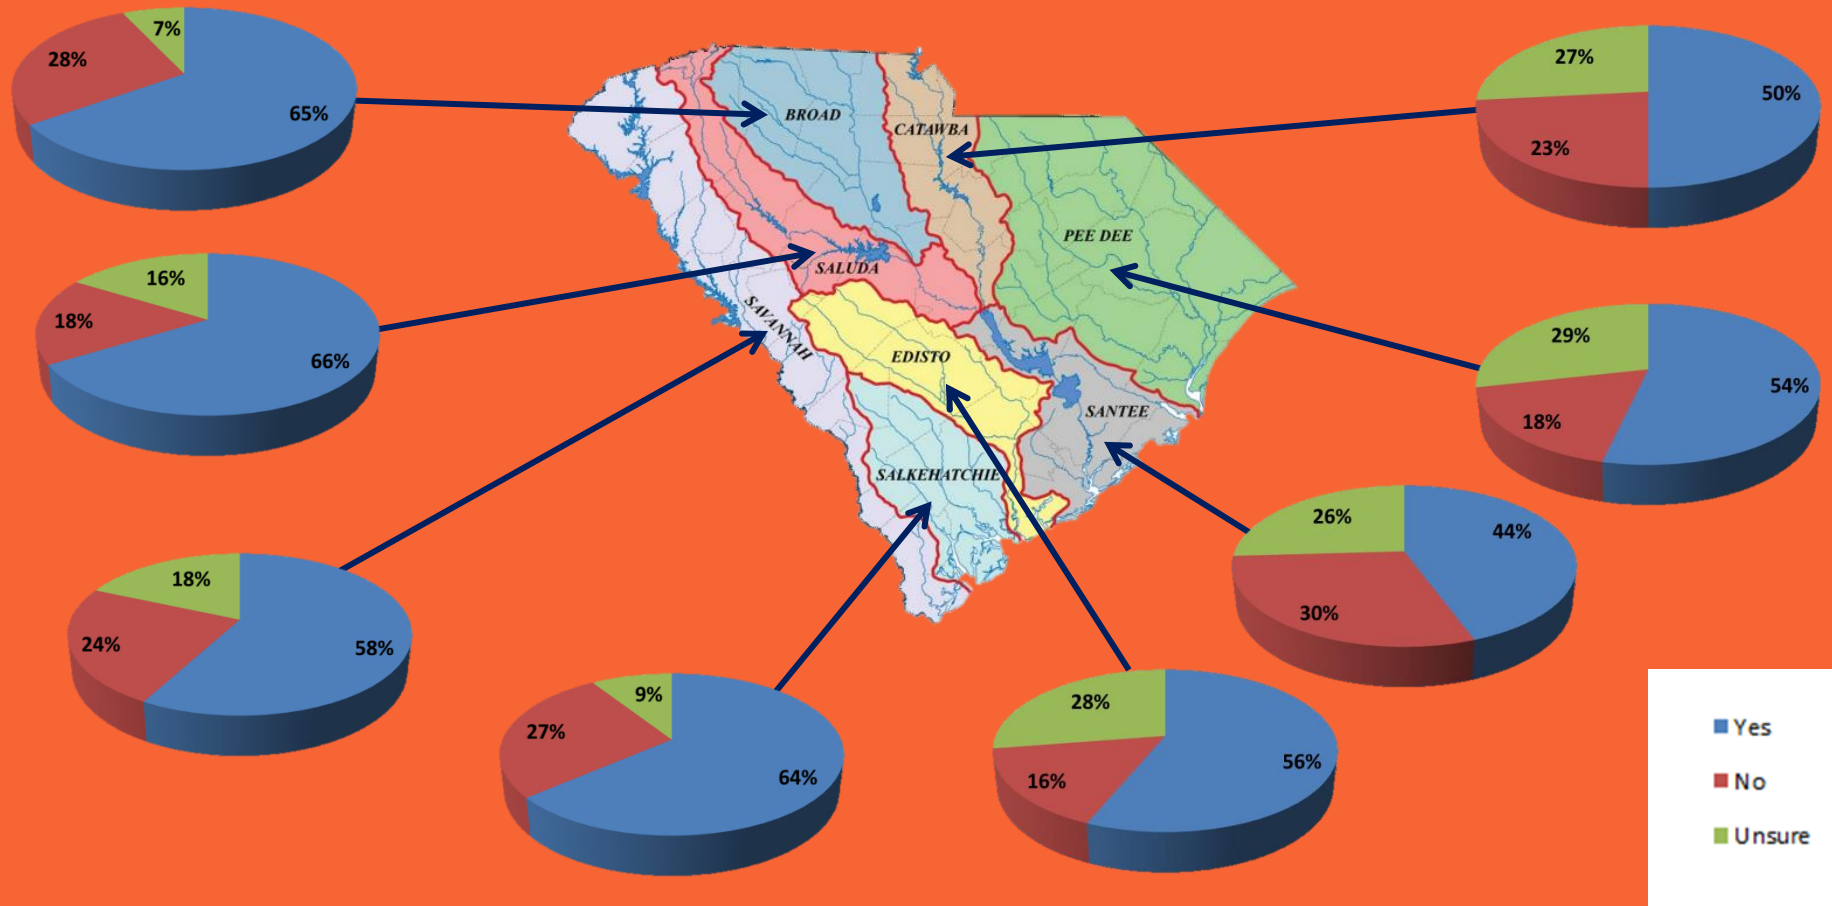 7%
28%
65%
27%
50%
23%
BROAD
CATAWBA
PEE DEE
16%
18%
66%
SALUDA
SAVANNAH
EDISTO
SANTEE
SALKEHATCHIE
29%
54%
18%
26%
44%
30%
18%
24%
58%
9%
27%
64%
28%
16%
56%
Yes
No
Unsure